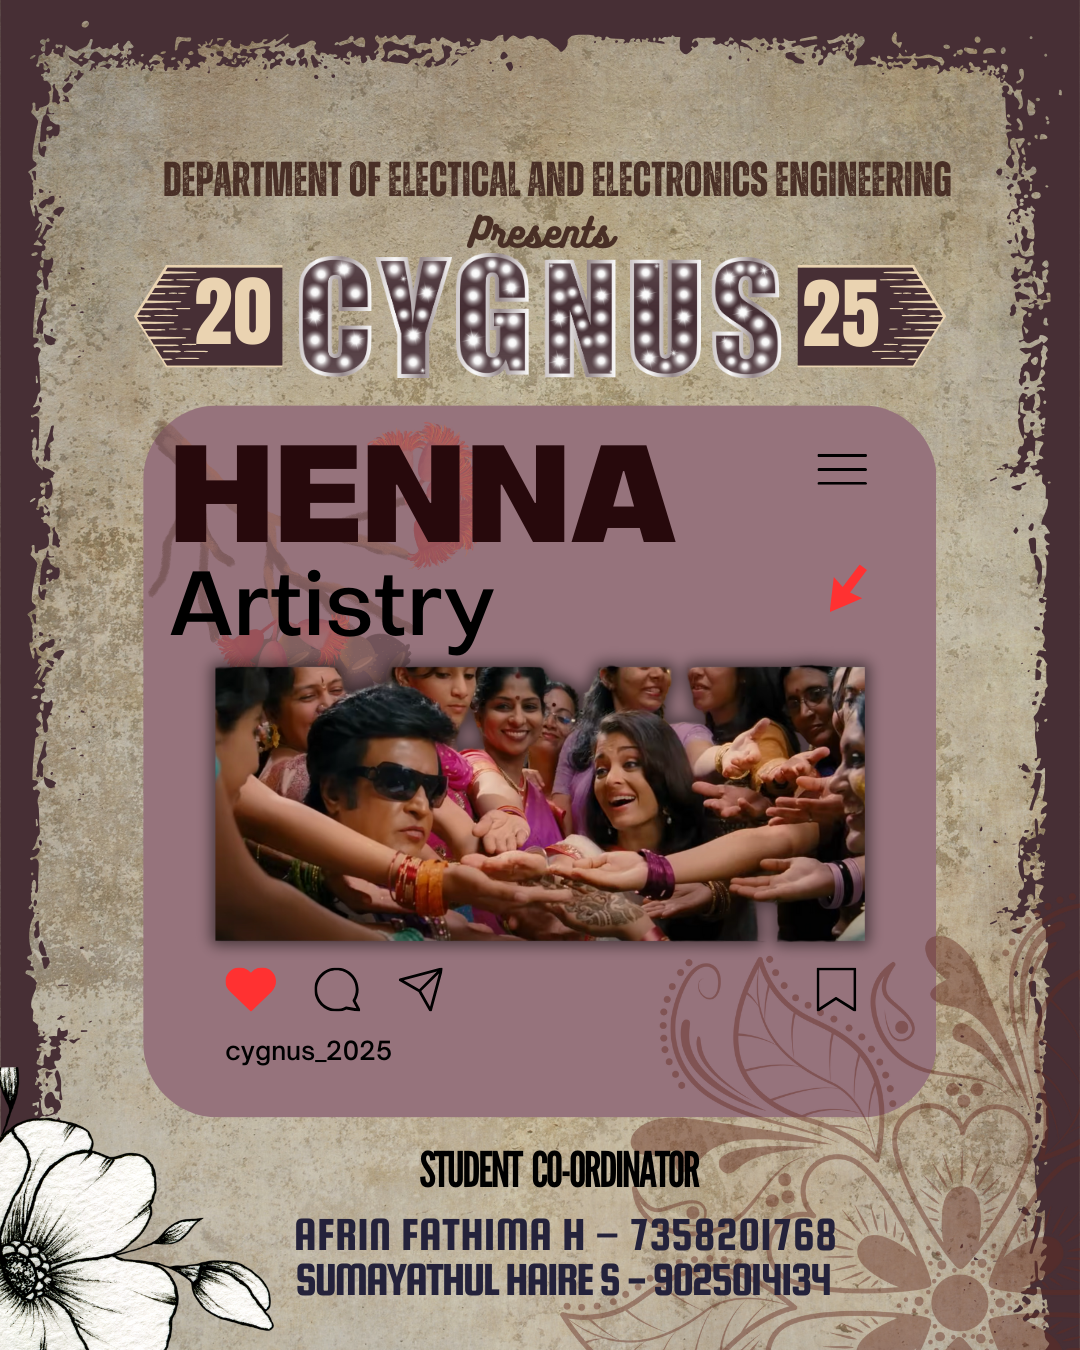 DEPARTMENT OF ELECTICAL AND ELECTRONICS ENGINEERING
Presents
20 CYGNUS 25
HENNA
Artistry
cygnus_2025
STUDENT CO-ORDINATOR
AFRIN FATHIMA H – 7358201768
SUMAYATHUL HAIRE S – 9025014134